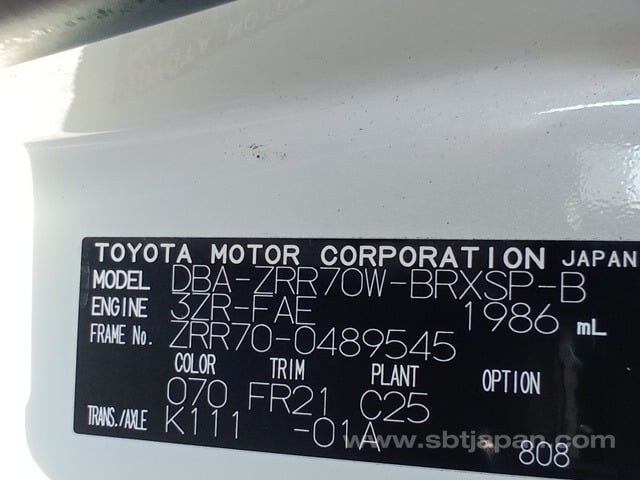 TOYOTA MOTOR CORPORATION JAPAN
MODEL DBA-ZRR70W-BRXSP-B
ENGINE 3ZR-FAE 1986 mL
FRAME No. ZRR70-0489545
COLOR TRIM PLANT OPTION
070 FR21 C25
TRANS./AXLE K111 -01A
www.sbtjapan.com
808